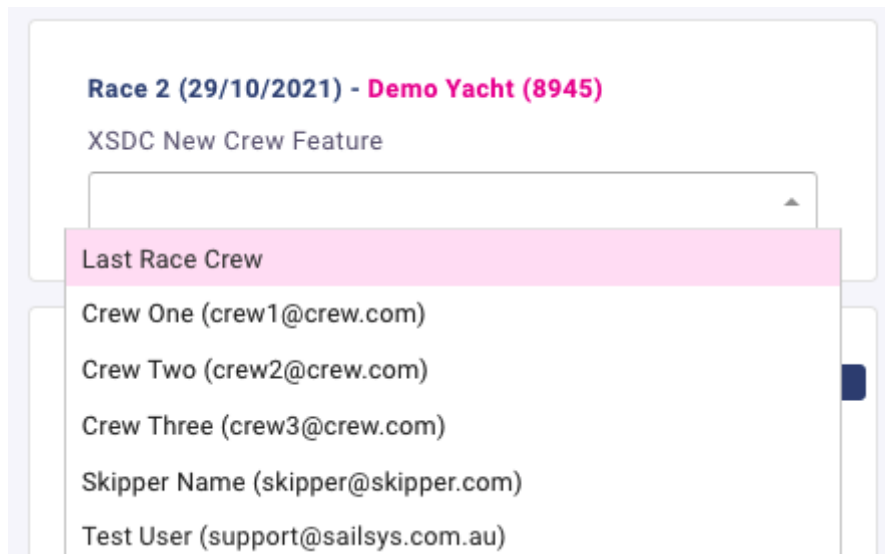 Race 2 (29/10/2021) - Demo Yacht (8945)
XSDC New Crew Feature
Last Race Crew
Crew One (crew1@crew.com)
Crew Two (crew2@crew.com)
Crew Three (crew3@crew.com)
Skipper Name (skipper@skipper.com)
Test User (support@sailsys.com.au)